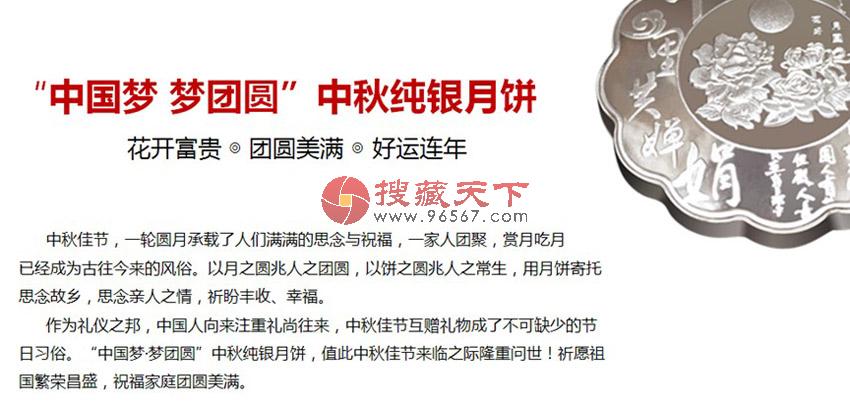 “中国梦 梦团圆”中秋纯银月饼
花开富贵⊙团圆美满⊙好运连年
搜藏天下
www.96567.com
中秋佳节，一轮圆月承载了人们满满的思念与祝福，一家人团聚，赏月吃月
已经成为古往今来的风俗。以月之圆兆人之团圆，以饼之圆兆人之常生，用月饼寄托
思念故乡，思念亲人之情，祈盼丰收、幸福。
作为礼仪之邦，中国人向来注重礼尚往来，中秋佳节互赠礼物成了不可缺少的节
日习俗。“中国梦·梦团圆”中秋纯银月饼，值此中秋佳节来临之际隆重问世！祈愿祖
国繁荣昌盛，祝福家庭团圆美满。
里共婵娟